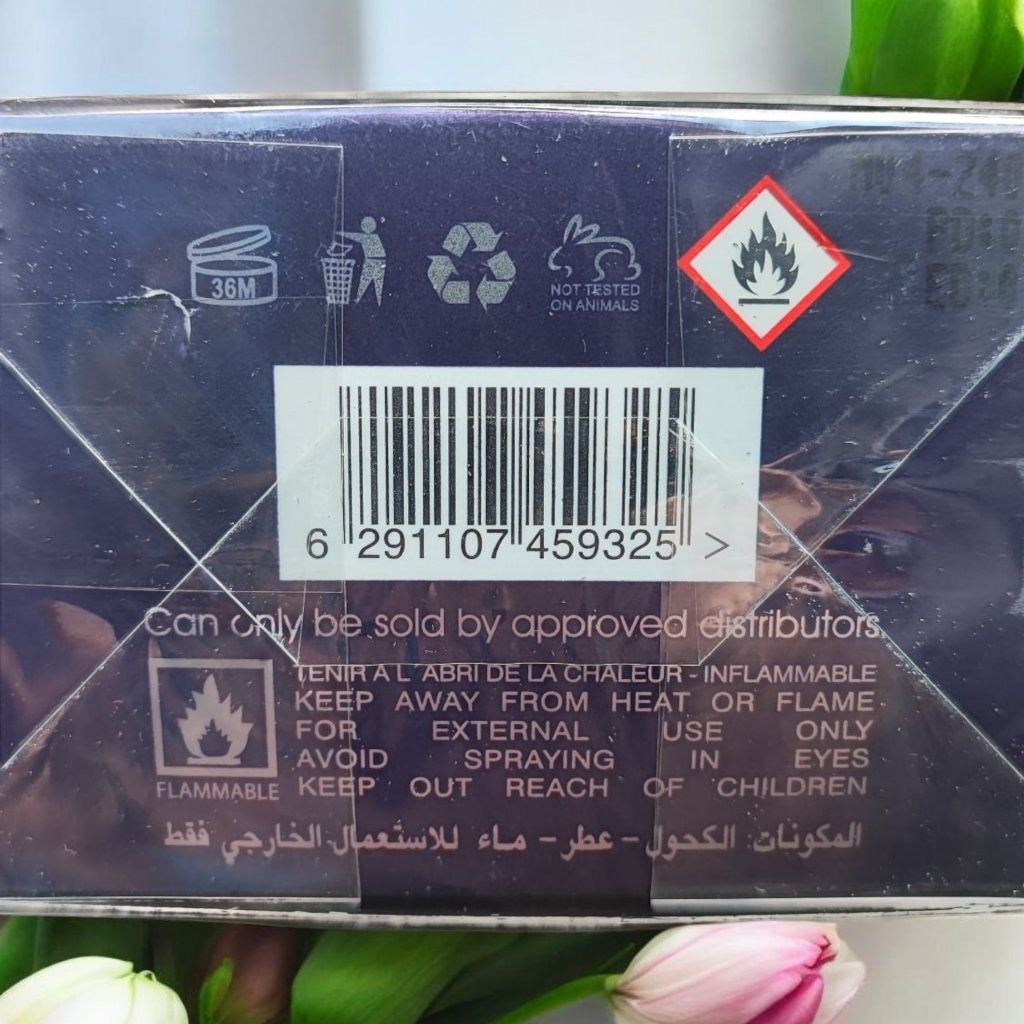 36M
NOT TESTED
ON ANIMALS
6 291107 459325 >
Can only be sold by approved distributors.
TENIR A L'ABRI DE LA CHALEUR - INFLAMMABLE
KEEP AWAY FROM HEAT OR FLAME
FOR EXTERNAL USE ONLY
AVOID SPRAYING IN EYES
KEEP OUT REACH OF CHILDREN
FLAMMABLE
المكونات: الكحول - عطر - ماء للاستعمال الخارجي فقط